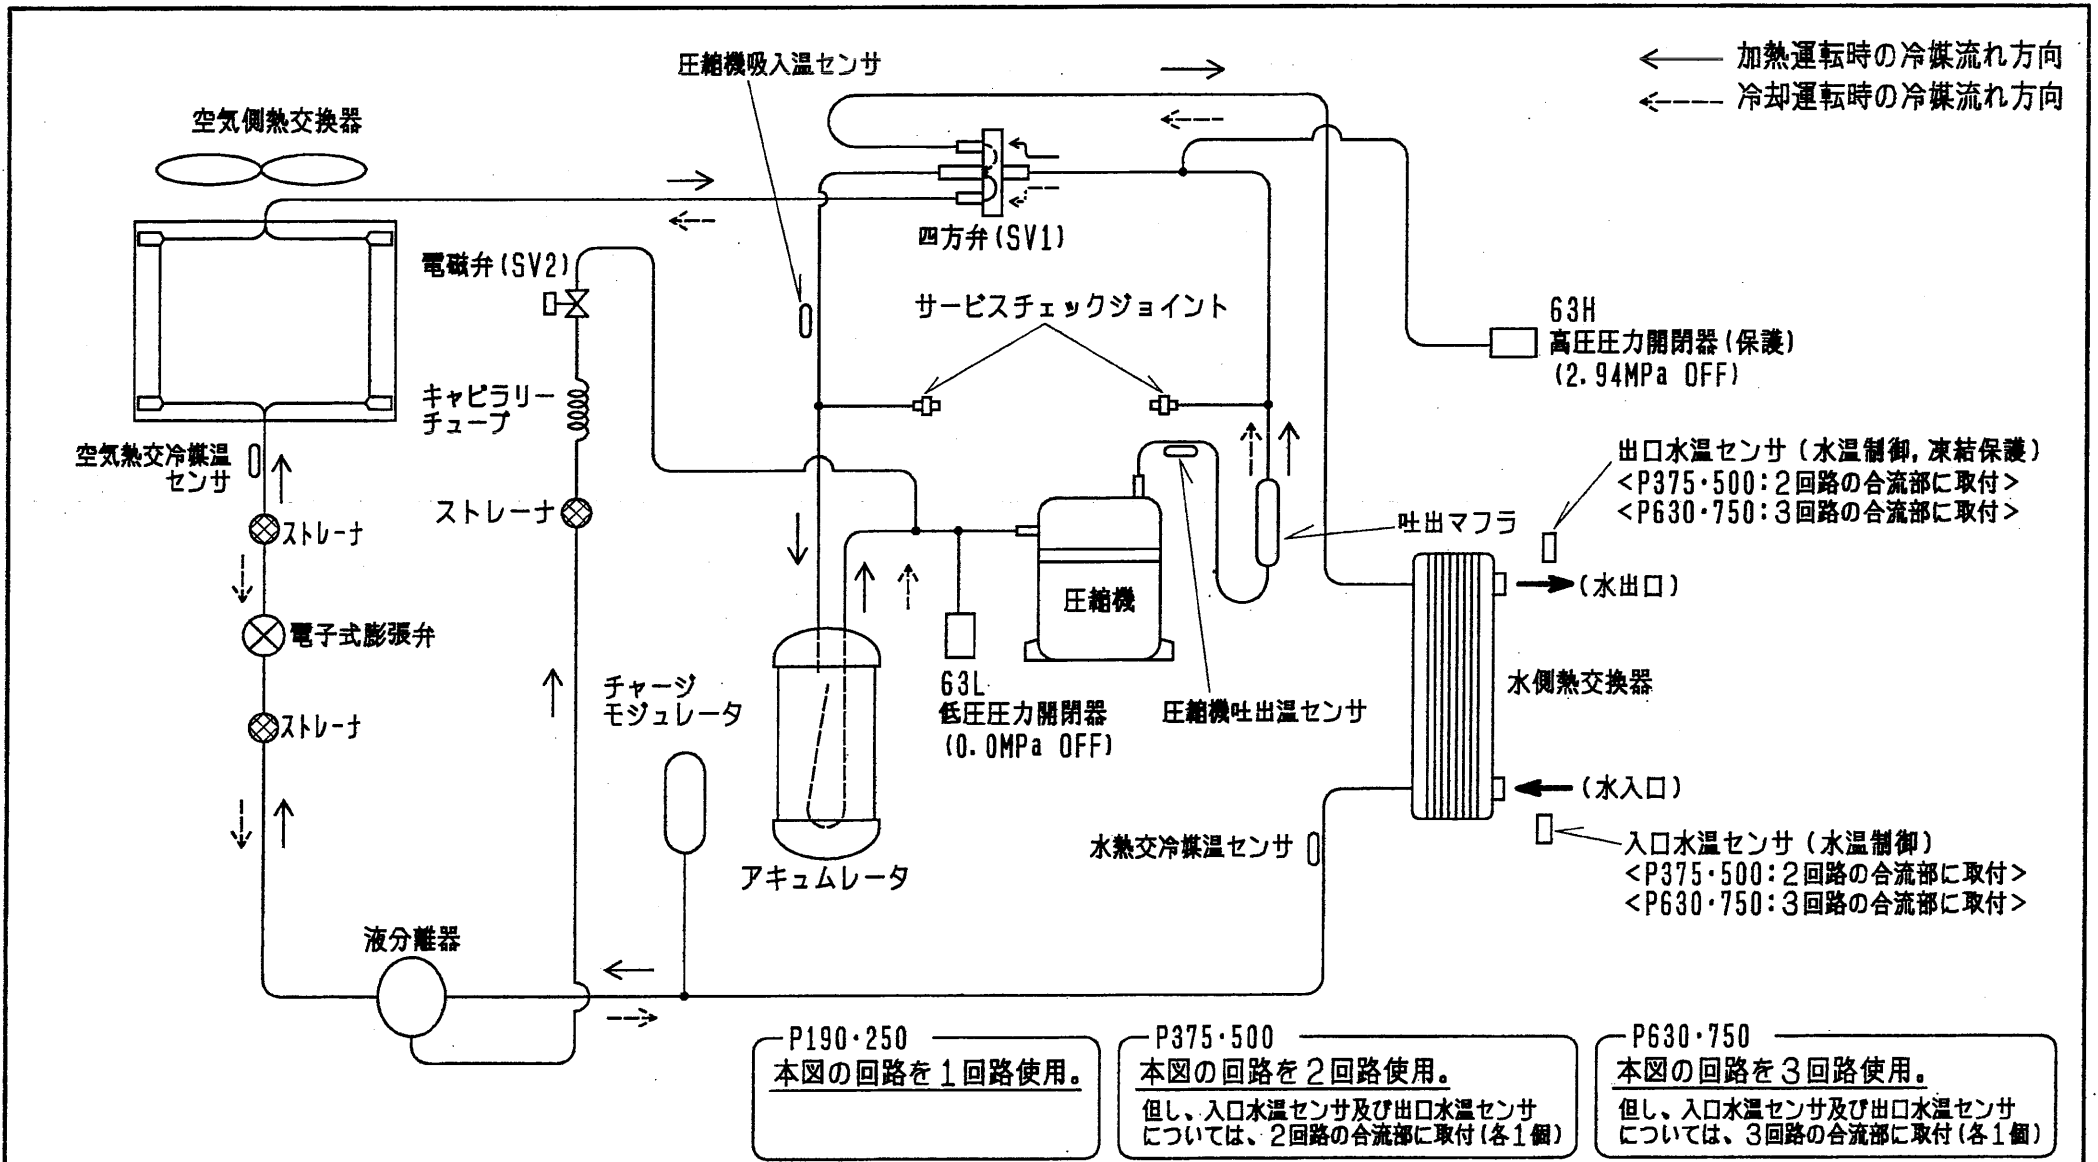 加熱運転時の冷媒流れ方向
冷却運転時の冷媒流れ方向
圧縮機吸入温センサ
空気側熱交換器
四方弁(SV1)
電磁弁(SV2)
サービスチェックジョイント
63H
高圧圧力開閉器(保護)
(2.94MPa OFF)
キャピラリー
チューブ
空気熱交冷媒温
センサ
出口水温センサ(水温制御,凍結保護)
<P375・500:2回路の合流部に取付>
<P630・750:3回路の合流部に取付>
ストレーナ
ストレーナ
吐出マフラ
圧縮機
(水出口)
電子式膨張弁
チャージ
モジュレータ
63L
低圧圧力開閉器
(0.0MPa OFF)
圧縮機吐出温センサ
水側熱交換器
ストレーナ
(水入口)
水熱交冷媒温センサ
入口水温センサ(水温制御)
<P375・500:2回路の合流部に取付>
<P630・750:3回路の合流部に取付>
アキュムレータ
液分離器
P190・250
本図の回路を1回路使用。
P375・500
本図の回路を2回路使用。
但し、入口水温センサ及び出口水温センサ
については、2回路の合流部に取付(各1個)
P630・750
本図の回路を3回路使用。
但し、入口水温センサ及び出口水温センサ
については、3回路の合流部に取付(各1個)